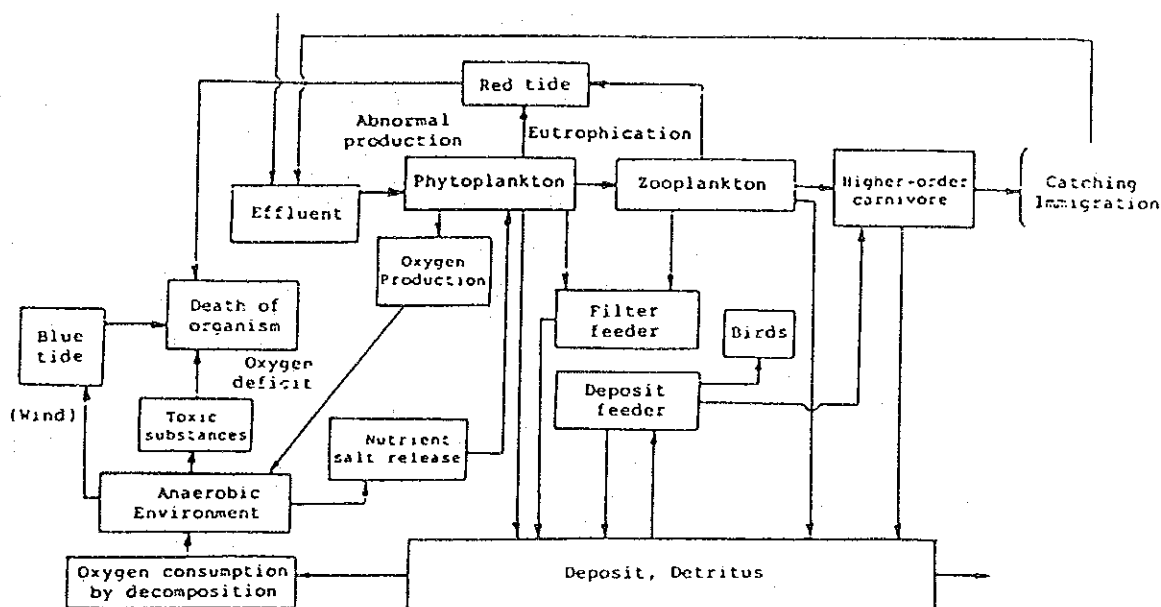 Red tide
Abnormal
production
Eutrophication
Phytoplankton
Zooplankton
Higher-order
carnivore
Catching
Immigration
Effluent
Oxygen
Production
Death of
organism
Filter
feeder
Birds
Blue
tide
Oxygen
deficit
Deposit
feeder
(Wind)
Toxic
substances
Nutrient
salt release
Anaerobic
Environment
Oxygen consumption
by decomposition
Deposit, Detritus